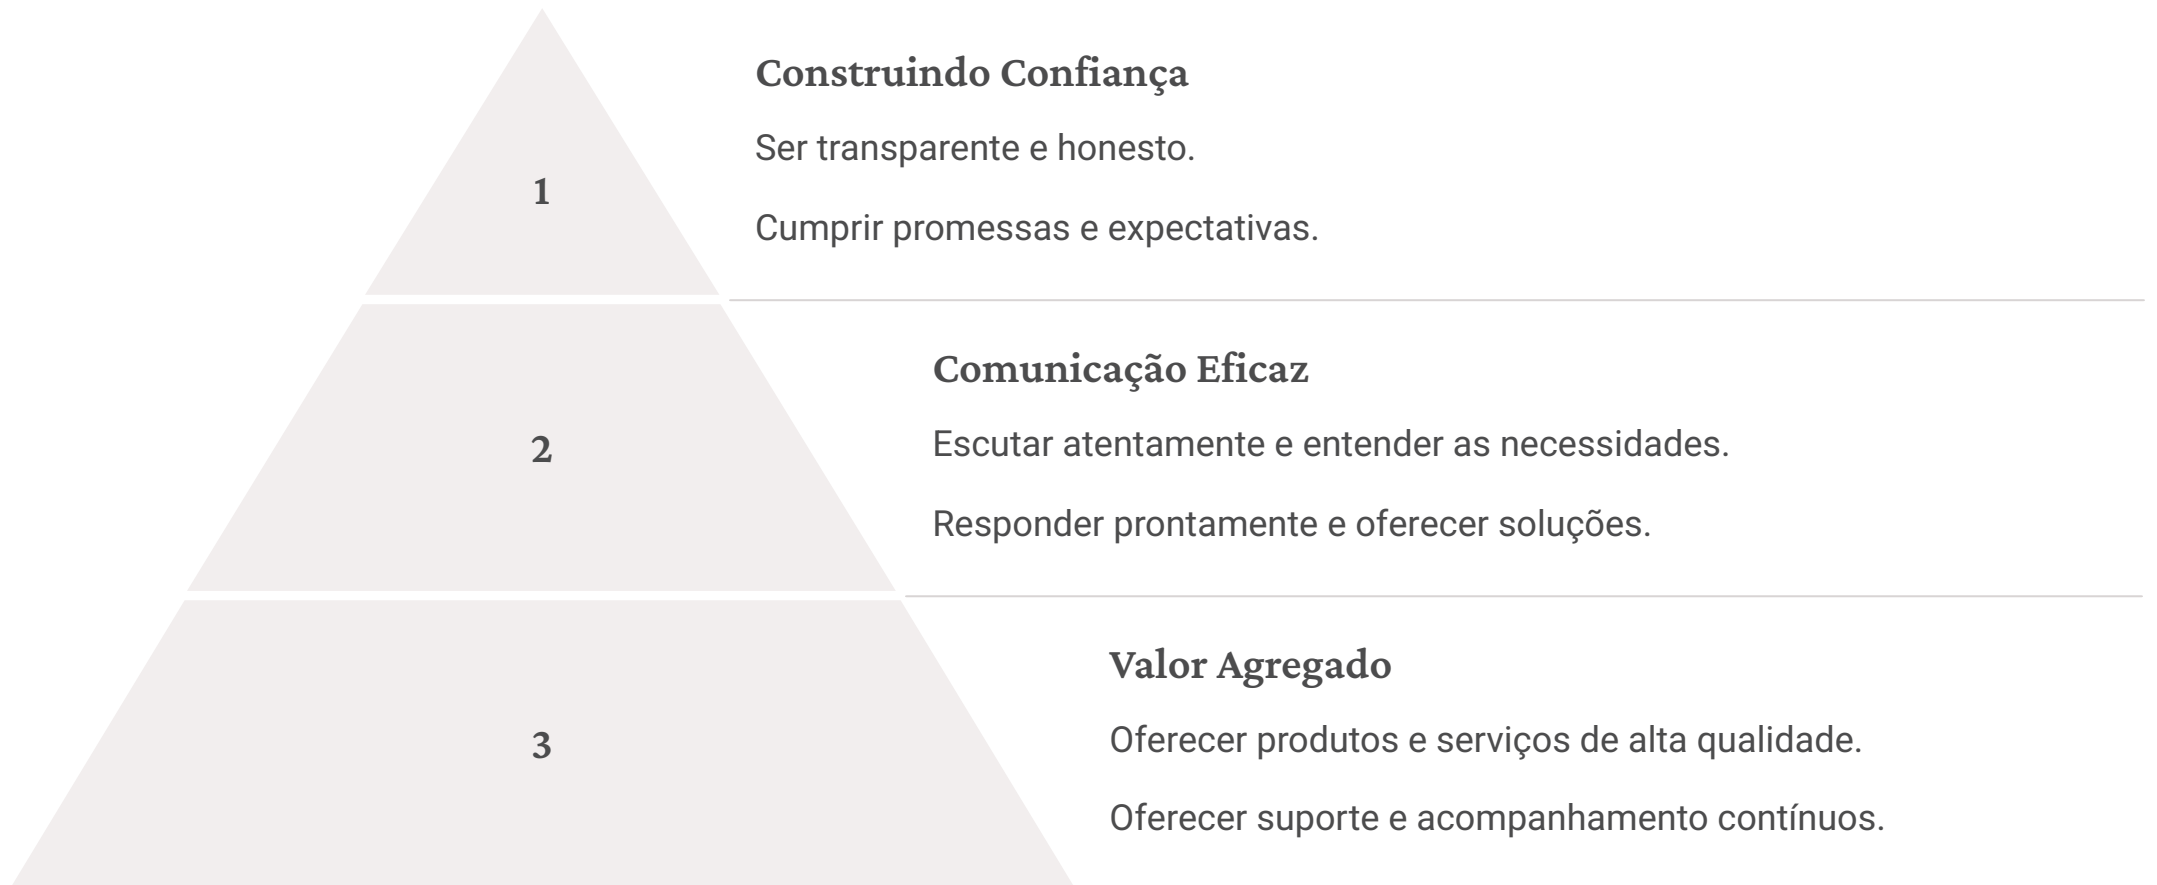 1
Construindo Confiança
Ser transparente e honesto.
Cumprir promessas e expectativas.
2
Comunicação Eficaz
Escutar atentamente e entender as necessidades.
Responder prontamente e oferecer soluções.
3
Valor Agregado
Oferecer produtos e serviços de alta qualidade.
Oferecer suporte e acompanhamento contínuos.